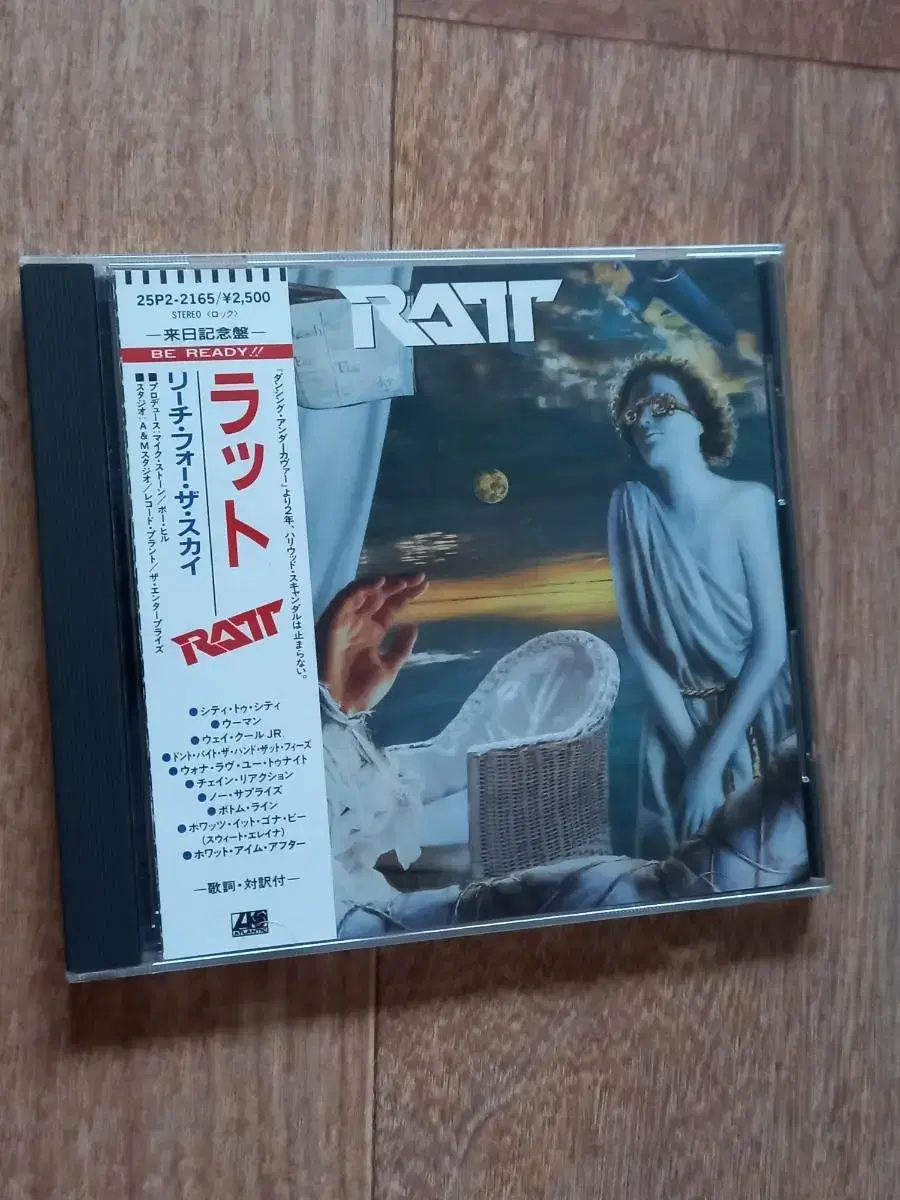 25P2-2165/¥2,500
STEREO〈ロック〉
—来日記念盤—
BE READY!!
ラット
リーチ・フォー・ザ・スカイ
■プロデュース:マイク・ストーン/ボー・ヒル
■スタジオ:A&Mスタジオ/レコード・プラント/ザ・エンタープライズ
「ダンシング・アンダーカヴァー」より2年、ハリウッド・スキャンダルは止まらない。
RATT
●シティ・トゥ・シティ
●ウーマン
●ウェイ・クールJR.
●ドント・バイト・ザ・ハンド・ザット・フィーズ
●ウォナ・ラヴ・ユー・トゥナイト
●チェイン・リアクション
●ノー・サプライズ
●ボトム・ライン
●ホワッツ・イット・ゴナ・ビー
(スウィート・エレイナ)
●ホワット・アイム・アフター
—歌詞・対訳付—
ATLANTIC
RATT